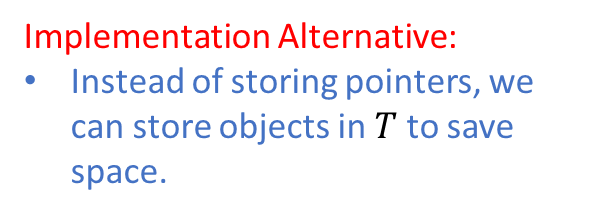 Implementation Alternative:
• Instead of storing pointers, we
can store objects in T to save
space.